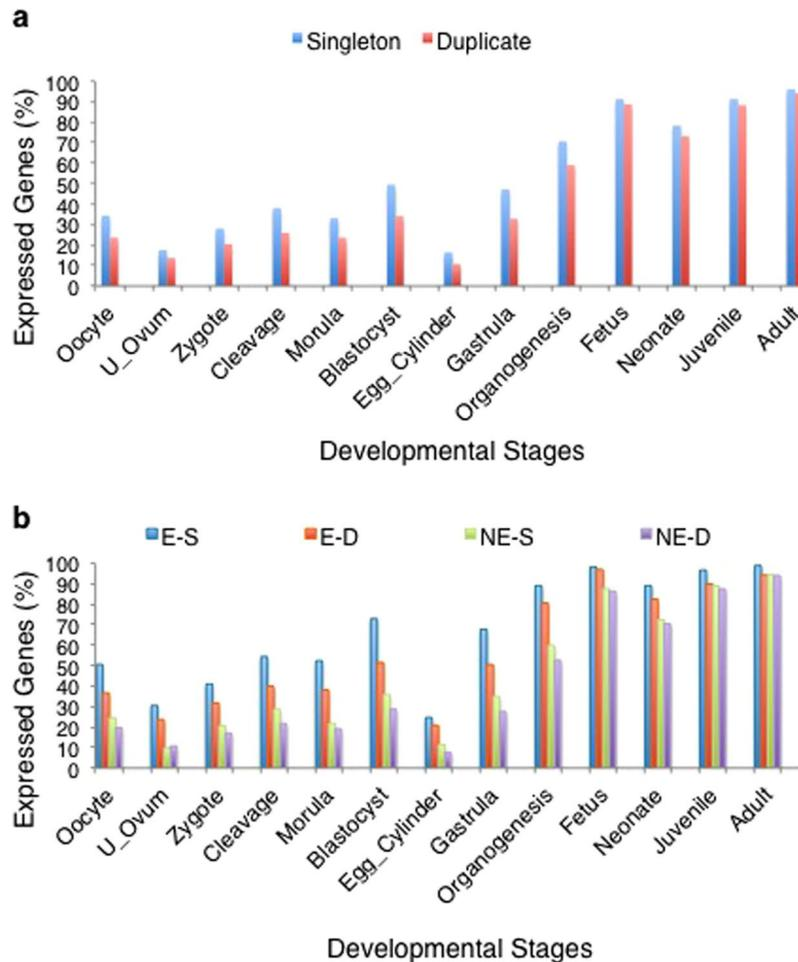 a
Singleton Duplicate
Expressed Genes (%)
100
90
80
70
60
50
40
30
20
10
0
Oocyte
U_Ovum
Zygote
Cleavage
Morula
Blastocyst
Egg_Cylinder
Gastrula
Organogenesis
Fetus
Neonate
Juvenile
Adult
Developmental Stages
b
E-S E-D NE-S NE-D
Expressed Genes (%)
100
90
80
70
60
50
40
30
20
10
0
Oocyte
U_Ovum
Zygote
Cleavage
Morula
Blastocyst
Egg_Cylinder
Gastrula
Organogenesis
Fetus
Neonate
Juvenile
Adult
Developmental Stages